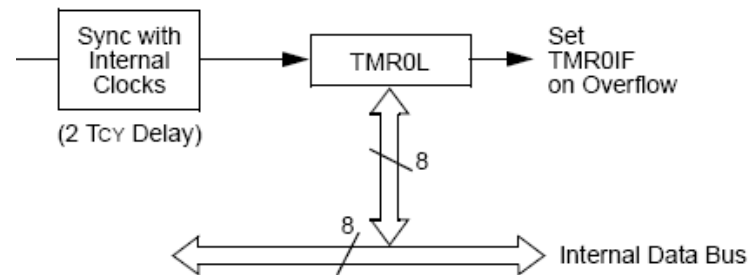 Sync with
Internal
Clocks
(2 TCY Delay)
TMR0L
Set
TMR0IF
on Overflow
8
8
Internal Data Bus